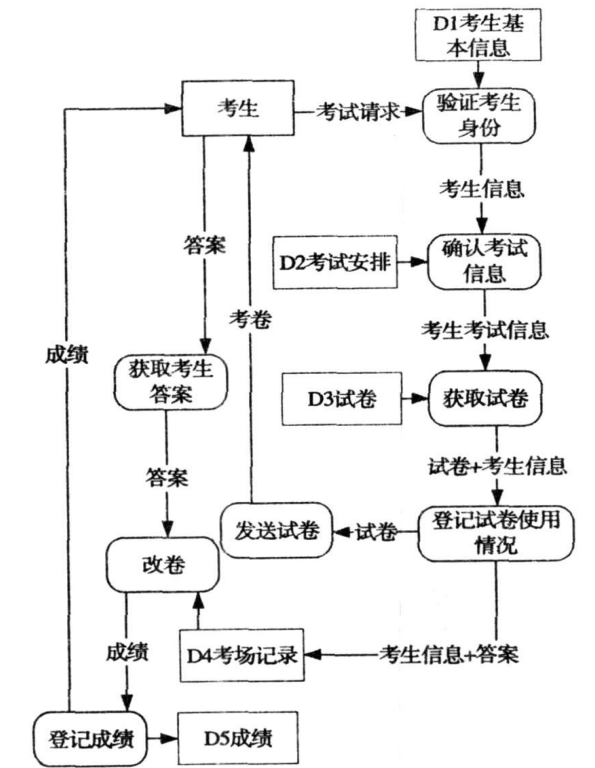 D1考生基
本信息
考生
考试请求
验证考生
身份
考生信息
答案
D2考试安排
确认考试
信息
考卷
考生考试信息
成绩
获取考生
答案
D3试卷
获取试卷
答案
试卷+考生信息
发送试卷
试卷
登记试卷使用
情况
改卷
成绩
D4考场记录
考生信息+答案
登记成绩
D5成绩